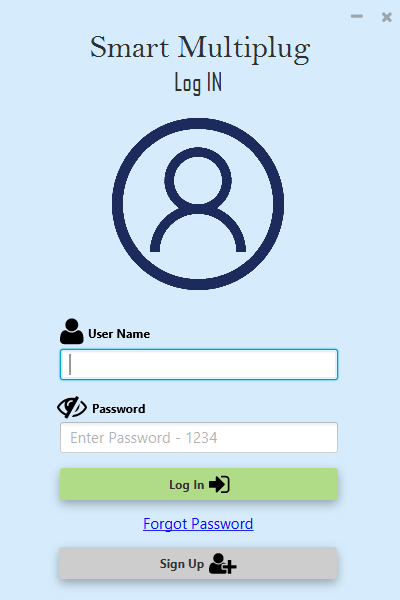 Smart Multiplug
Log IN
User Name
Password
Enter Password - 1234
Log In
Forgot Password
Sign Up